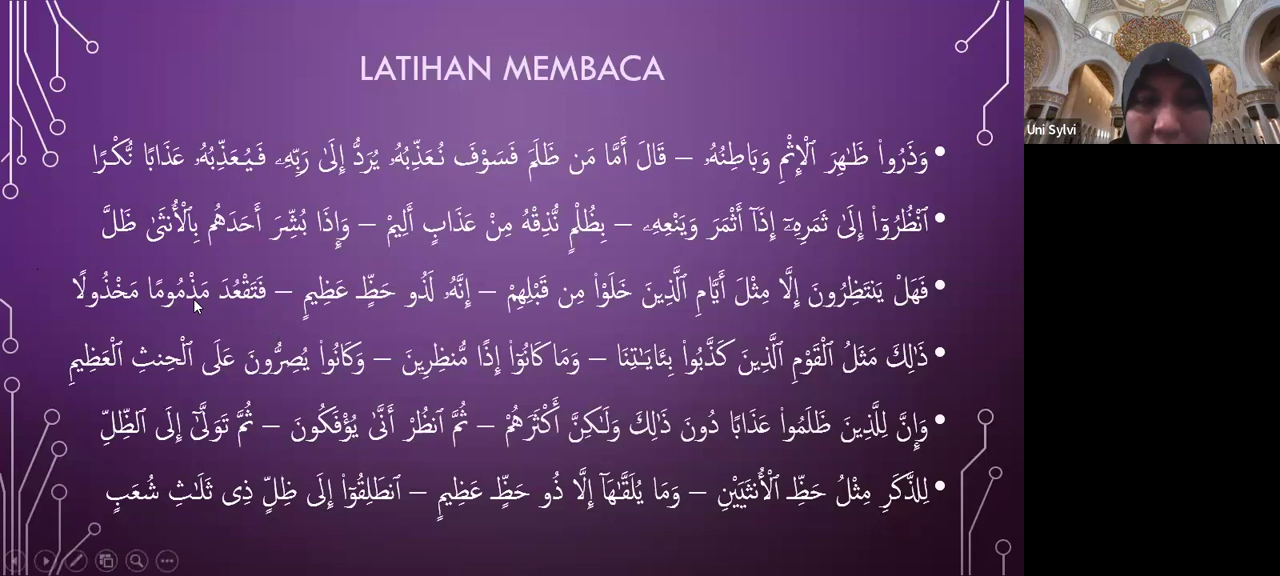 LATIHAN MEMBACA
وَذَرُوا۟ ظَـٰهِرَ ٱلْإِثْمِ وَبَاطِنَهُۥ – قَالَ أَمَّا مَن ظَلَمَ فَسَوْفَ نُعَذِّبُهُۥ يُرَدُّ إِلَىٰ رَبِّهِۦ فَيُعَذِّبُهُۥ عَذَابًا نُّكْرًا
ٱنْظُرُوٓا۟ إِلَىٰ ثَمَرِهِۦٓ إِذَآ أَثْمَرَ وَيَنْعِهِۦ – بِظُلْمٍ نُّذِقْهُ مِنْ عَذَابٍ أَلِيمْ – وَإِذَا بُشِّرَ أَحَدَهُم بِٱلْأُنثَىٰ ظَلَّ
فَهَلْ يَنتَظِرُونَ إِلَّا مِثْلَ أَيَّامِ ٱلَّذِينَ خَلَوْا۟ مِن قَبْلِهِمْ – إِنَّهُۥ لَذُو حَظٍّ عَظِيمٍ – فَتَقْعُدَ مَذْمُومًا مَخْذُولًا
ذَٰلِكَ مَثَلُ ٱلْقَوْمِ ٱلَّذِينَ كَذَّبُوا۟ بِـَٔايَـٰتِنَا – وَمَا كَانُوٓا۟ إِذًا مُّنظِرِينَ – وَكَانُوا۟ يُصِرُّونَ عَلَى ٱلْحِنثِ ٱلْعَظِيمِ
وَإِنَّ لِلَّذِينَ ظَلَمُوا۟ عَذَابًا دُونَ ذَٰلِكَ وَلَـٰكِنَّ أَكْثَرَهُمْ – ثُمَّ ٱنظُرْ أَنَّىٰ يُؤْفَكُونَ – ثُمَّ تَوَلَّىٰٓ إِلَى ٱلظِّلِّ
لِلذَّكَرِ مِثْلُ حَظِّ ٱلْأُنثَيَيْنِ – وَمَا يُلَقَّىٰهَآ إِلَّا ذُو حَظٍّ عَظِيمٍ – ٱنطَلِقُوٓا۟ إِلَى ظِلٍّ ذِى ثَلَـٰثِ شُعَبٍ
Uni Sylvi